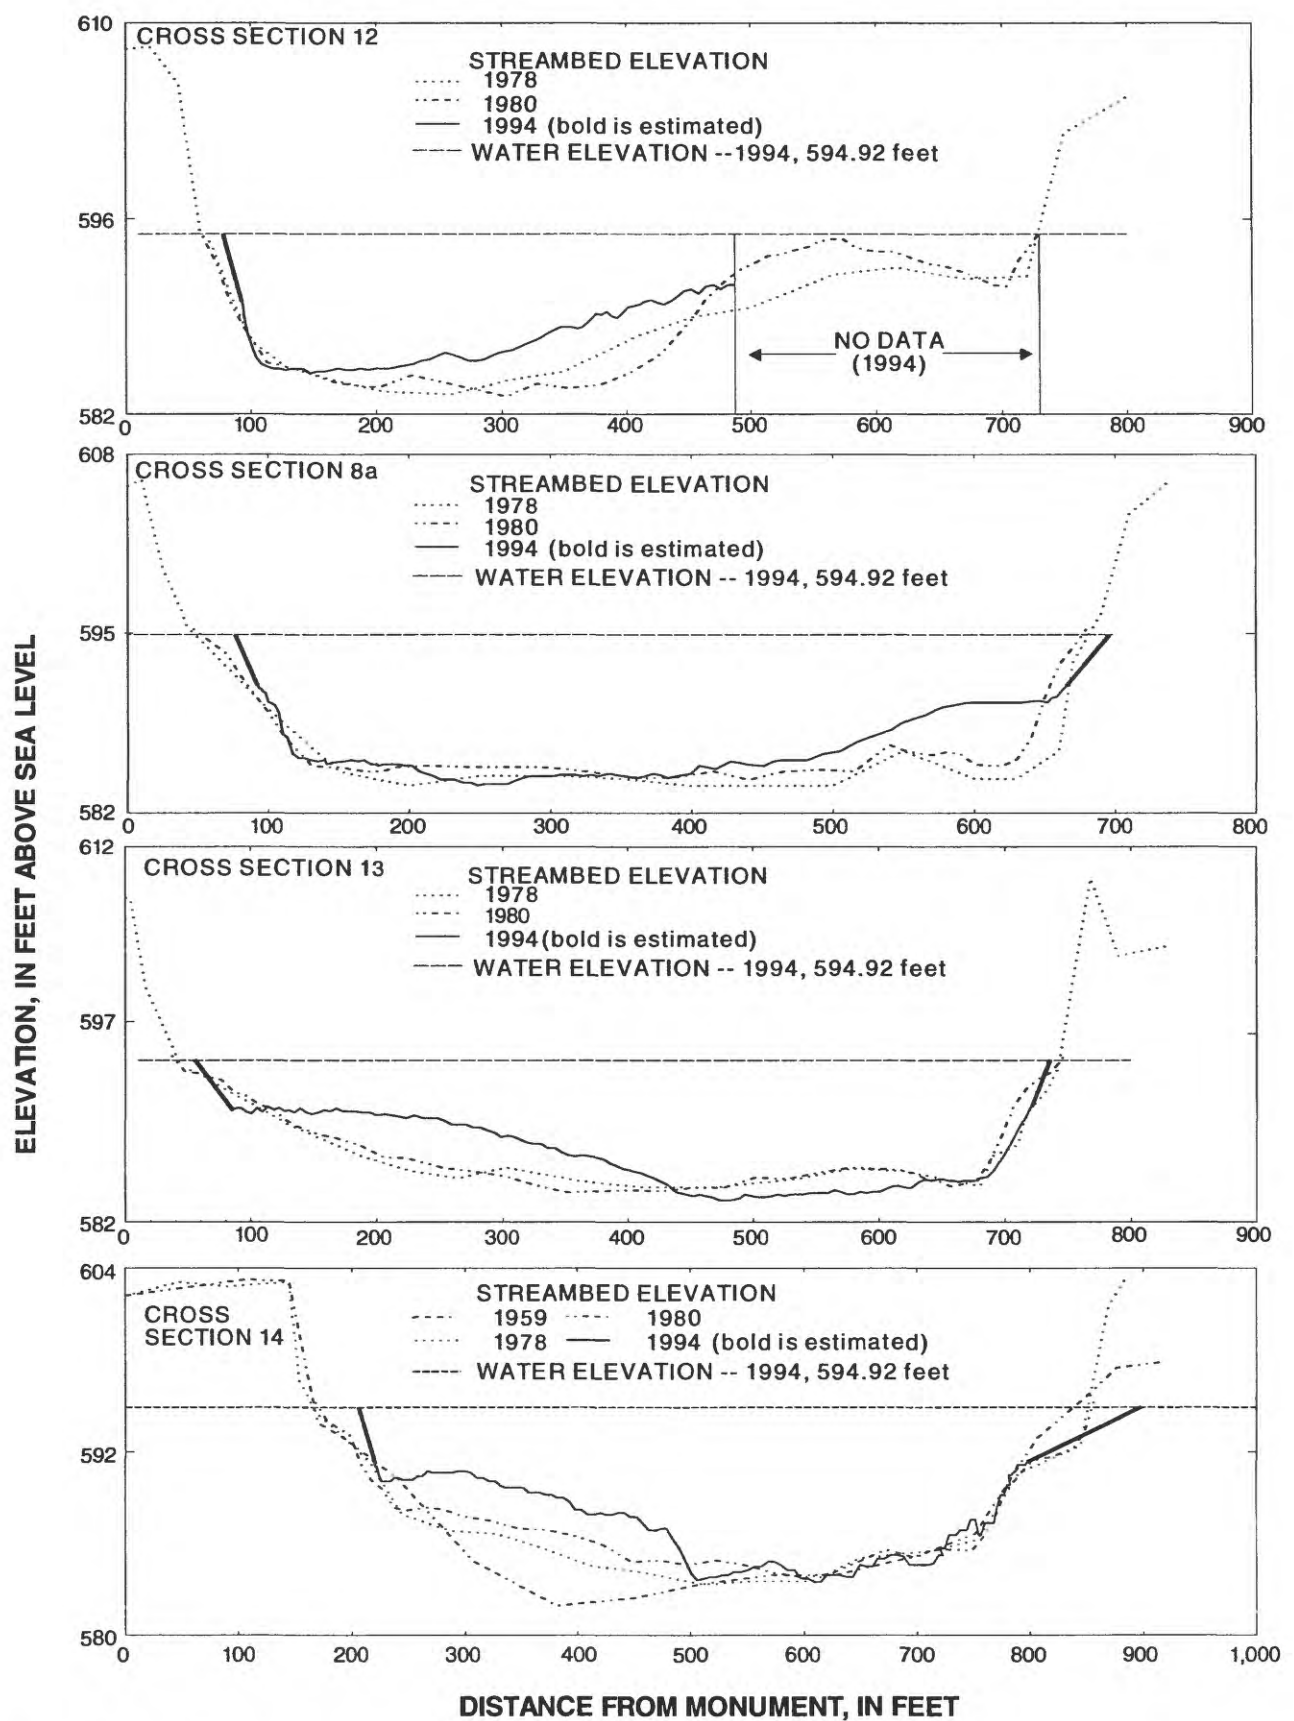 ELEVATION, IN FEET ABOVE SEA LEVEL
610
CROSS SECTION 12
STREAMBED ELEVATION
1978
1980
1994 (bold is estimated)
WATER ELEVATION --1994, 594.92 feet
596
NO DATA
(1994)
582
0 100 200 300 400 500 600 700 800 900
608
CROSS SECTION 8a
STREAMBED ELEVATION
1978
1980
1994 (bold is estimated)
WATER ELEVATION -- 1994, 594.92 feet
595
582
0 100 200 300 400 500 600 700 800
612
CROSS SECTION 13
STREAMBED ELEVATION
1978
1980
1994(bold is estimated)
WATER ELEVATION -- 1994, 594.92 feet
597
582
0 100 200 300 400 500 600 700 800 900
604
CROSS
SECTION 14
STREAMBED ELEVATION
1959 1980
1978 1994 (bold is estimated)
WATER ELEVATION -- 1994, 594.92 feet
592
580
0 100 200 300 400 500 600 700 800 900 1,000
DISTANCE FROM MONUMENT, IN FEET